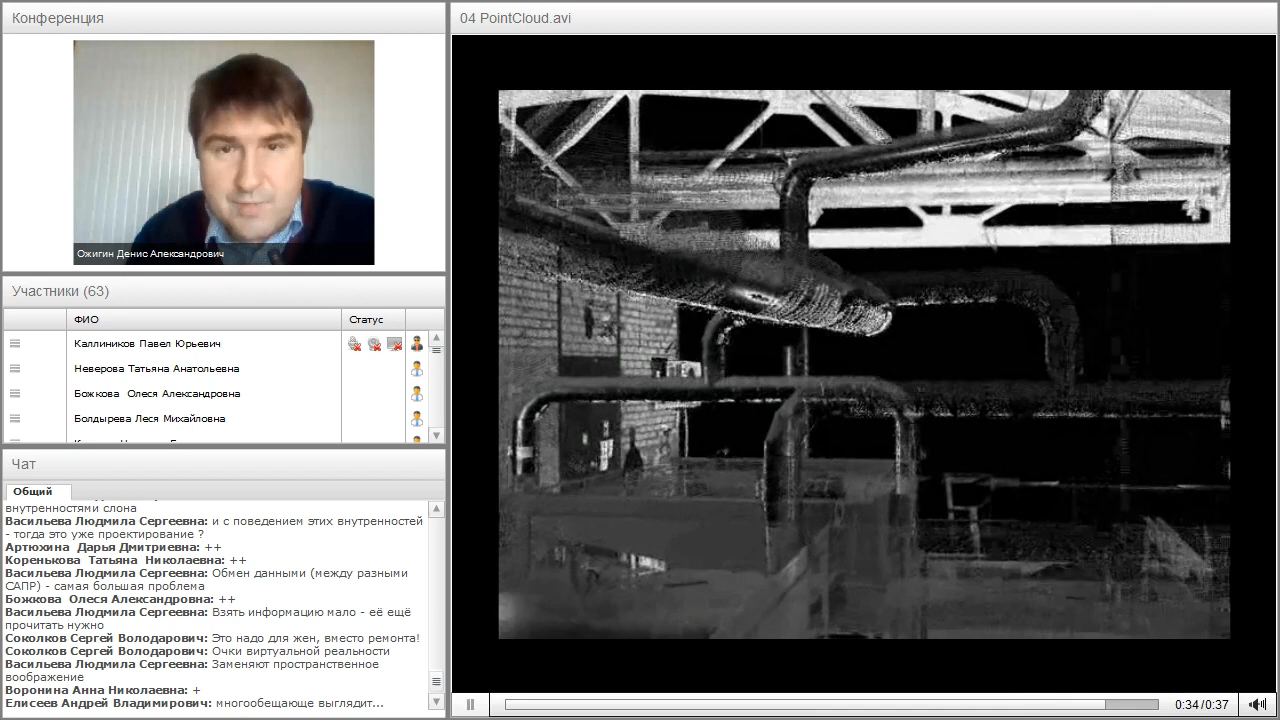 Конференция
Ожигин Денис Александрович
Участники (63)
ФИО Статус
Каллиников Павел Юрьевич
Неверова Татьяна Анатольевна
Божкова Олеся Александровна
Болдырева Леся Михайловна
Чат
Общий
внутренностями слона
Васильева Людмила Сергеевна: и с поведением этих внутренностей
- тогда это уже проектирование ?
Артюхина Дарья Дмитриевна: ++
Коренькова Татьяна Николаевна: ++
Васильева Людмила Сергеевна: Обмен данными (между разными
САПР) - самая большая проблема
Божкова Олеся Александровна: ++
Васильева Людмила Сергеевна: Взять информацию мало - её ещё
прочитать нужно
Соколков Сергей Володарович: Это надо для жен, вместо ремонта!
Соколков Сергей Володарович: Очки виртуальной реальности
Васильева Людмила Сергеевна: Заменяют пространственное
воображение
Воронина Анна Николаевна: +
Елисеев Андрей Владимирович: многообещающе выглядит...
04 PointCloud.avi
0:34/0:37